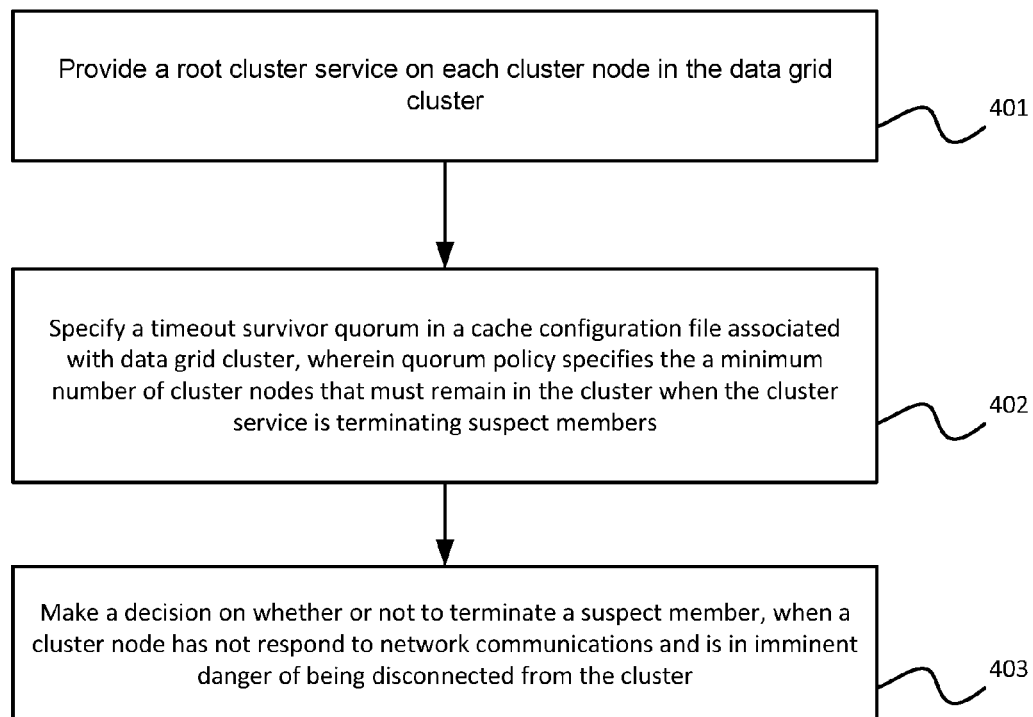 Provide a root cluster service on each cluster node in the data grid
cluster
401
Specify a timeout survivor quorum in a cache configuration file associated
with data grid cluster, wherein quorum policy specifies the a minimum
number of cluster nodes that must remain in the cluster when the cluster
service is terminating suspect members
402
Make a decision on whether or not to terminate a suspect member, when a
cluster node has not respond to network communications and is in imminent
danger of being disconnected from the cluster
403